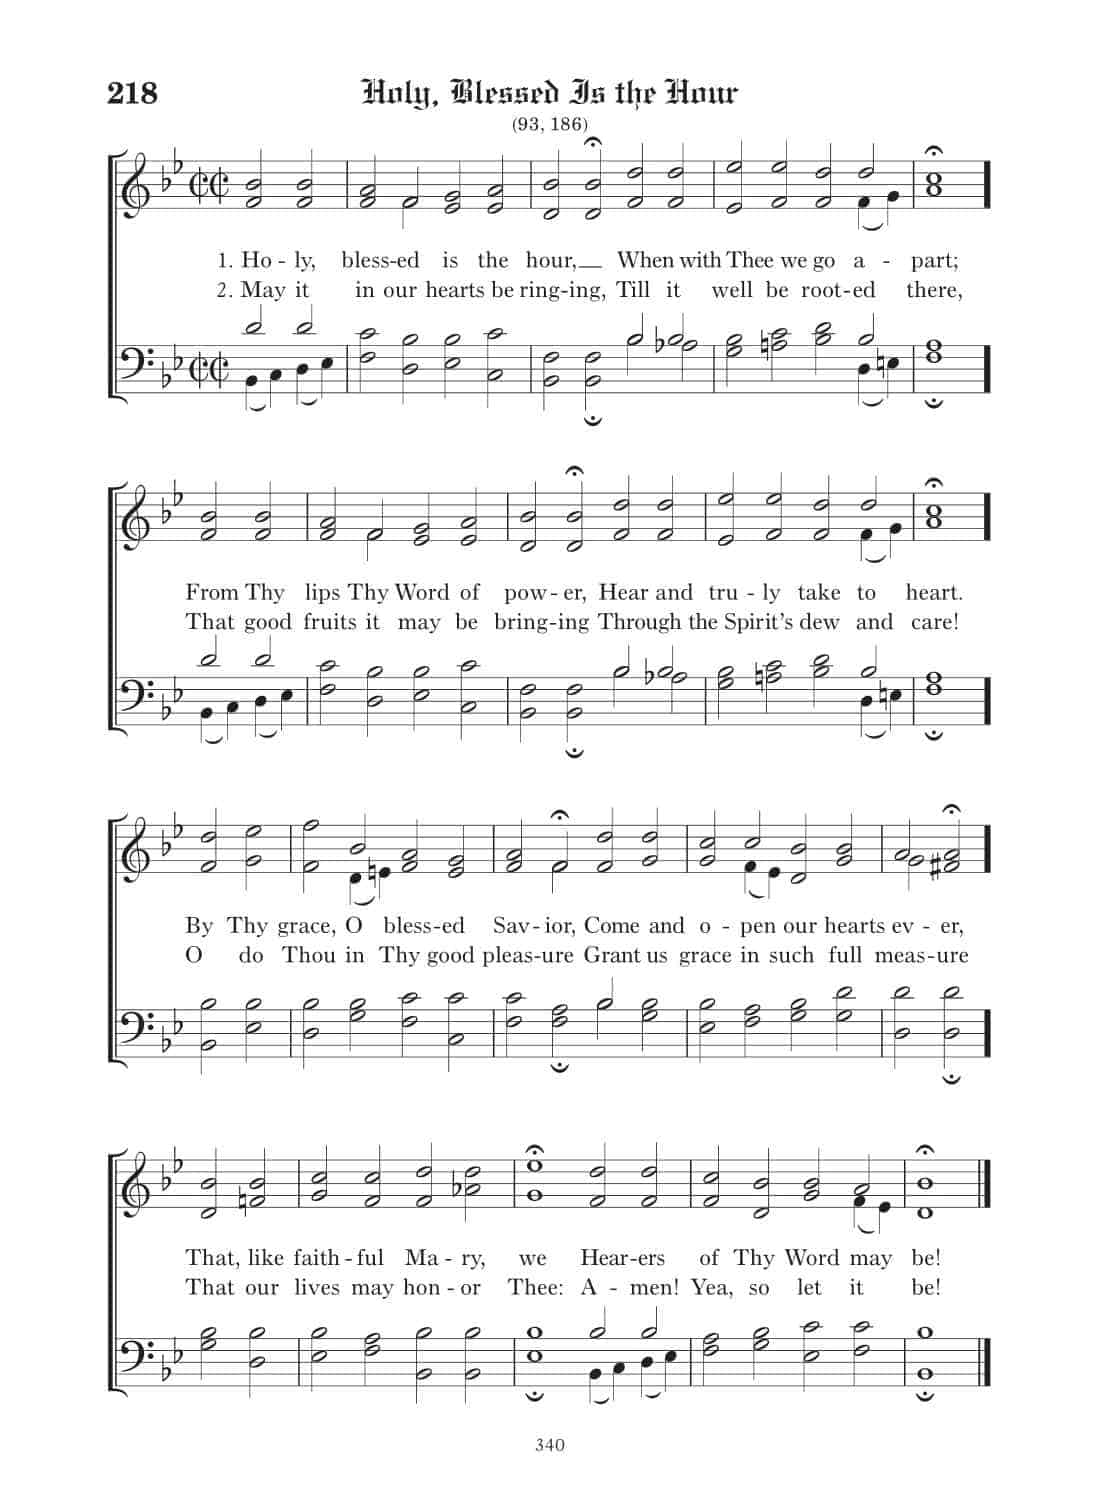 218 Holy, Blessed Is the Hour
(93, 186)
1. Ho - ly, bless-ed is the hour, When with Thee we go a - part;
2. May it in our hearts be ring-ing, Till it well be root-ed there,
From Thy lips Thy Word of pow - er, Hear and tru - ly take to heart.
That good fruits it may be bring-ing Through the Spirit's dew and care!
By Thy grace, O bless-ed Sav - ior, Come and o - pen our hearts ev - er,
O do Thou in Thy good pleas-ure Grant us grace in such full meas-ure
That, like faith - ful Ma - ry, we Hear-ers of Thy Word may be!
That our lives may hon - or Thee: A - men! Yea, so let it be!
340